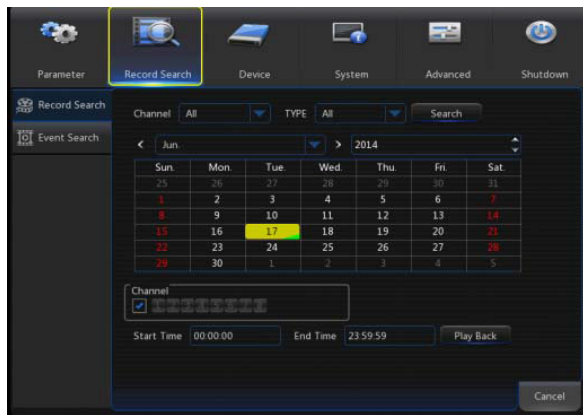 Parameter Record Search Device System Advanced Shutdown
Record Search
Event Search
Channel All TYPE All Search
< Jun. > 2014
Sun. Mon. Tue. Wed. Thu. Fri. Sat.
25 26 27 28 29 30 31
1 2 3 4 5 6 7
8 9 10 11 12 13 14
15 16 17 18 19 20 21
22 23 24 25 26 27 28
29 30 1 2 3 4 5
Channel
Start Time 00:00:00 End Time 23:59:59 Play Back
Cancel